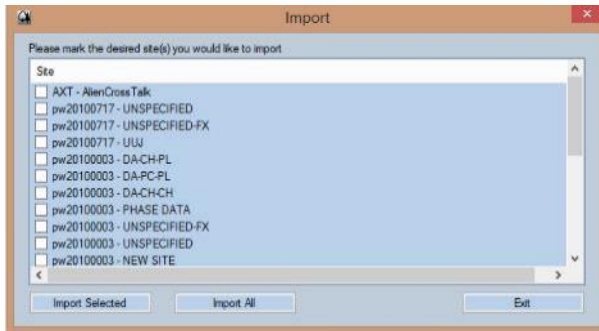 Import
Please mark the desired site(s) you would like to import
Site
AXT - AlienCrossTalk
pw20100717 - UNSPECIFIED
pw20100717 - UNSPECIFIED-FX
pw20100717 - UUJ
pw20100003 - DA-CH-PL
pw20100003 - DA-PC-PL
pw20100003 - DA-CH-CH
pw20100003 - PHASE DATA
pw20100003 - UNSPECIFIED-FX
pw20100003 - UNSPECIFIED
pw20100003 - NEW SITE
Import Selected Import All Exit